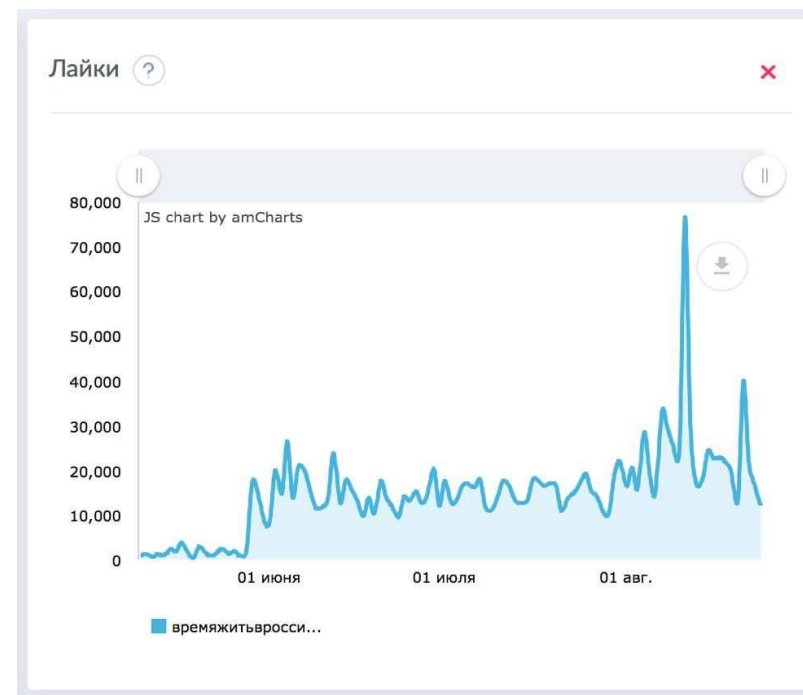 Лайки ?
80,000
JS chart by amCharts
70,000
60,000
50,000
40,000
30,000
20,000
10,000
0
01 июня 01 июля 01 авг.
времяжитьвросси...